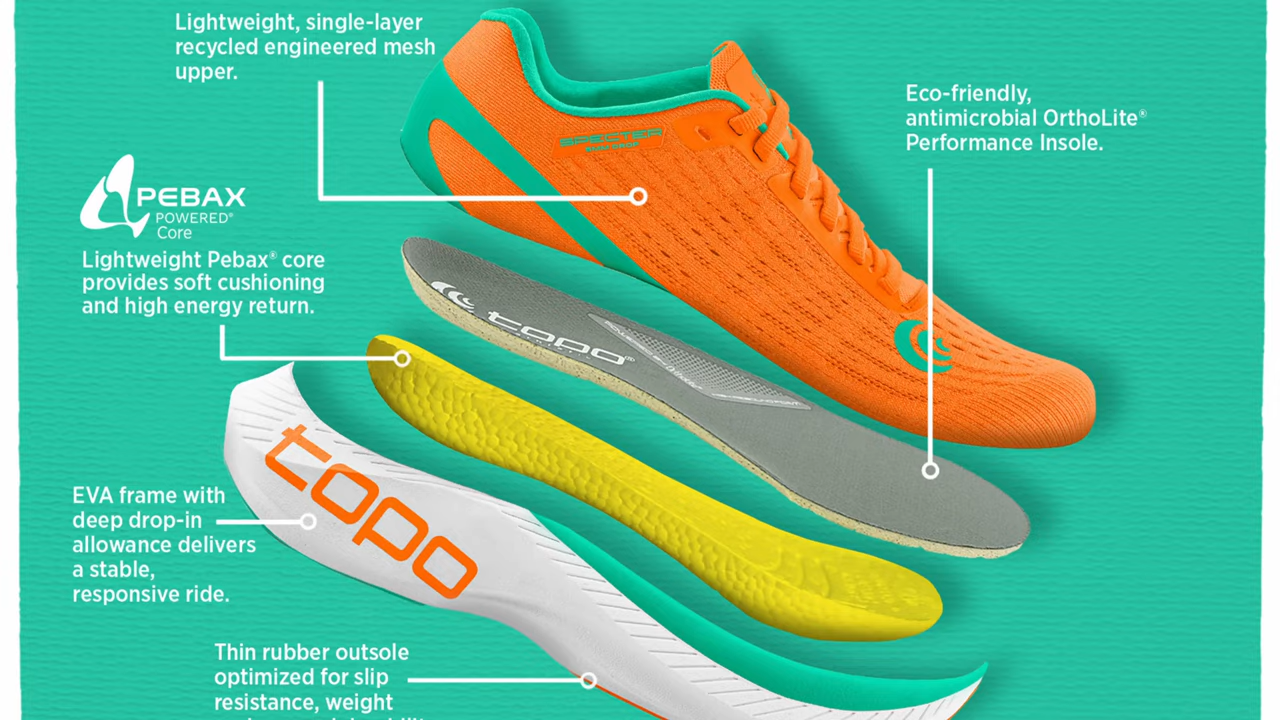 Lightweight, single-layer
recycled engineered mesh
upper.
Eco-friendly,
antimicrobial OrthoLite®
Performance Insole.
SPECTER
PEBAX
POWERED®
Core
Lightweight Pebax® core
provides soft cushioning
and high energy return.
topo®
topo
EVA frame with
deep drop-in
allowance delivers
a stable,
responsive ride.
Thin rubber outsole
optimized for slip
resistance, weight